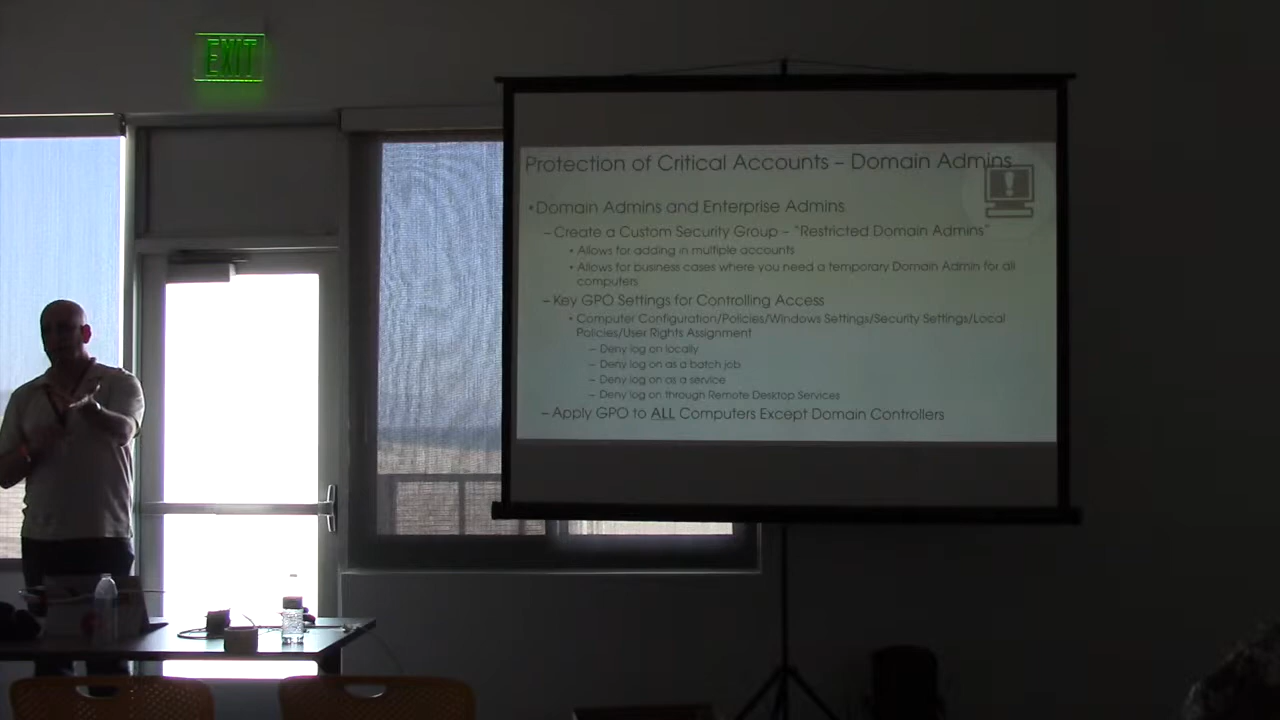 EXIT
Protection of Critical Accounts – Domain Admins
•Domain Admins and Enterprise Admins
– Create a Custom Security Group – "Restricted Domain Admins"
• Allows for adding in multiple accounts
• Allows for business cases where you need a temporary Domain Admin for all
computers
– Key GPO Settings for Controlling Access
• Computer Configuration/Policies/Windows Settings/Security Settings/Local
Policies/User Rights Assignment
– Deny log on locally
– Deny log on as a batch job
– Deny log on as a service
– Deny log on through Remote Desktop Services
– Apply GPO to ALL Computers Except Domain Controllers